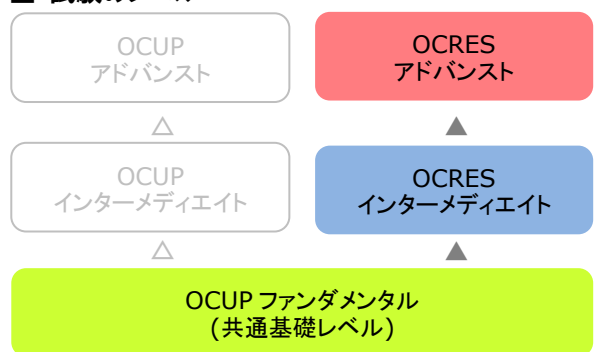 OCUP
アドバンスト
OCRES
アドバンスト
△
▲
OCUP
インターメディエイト
OCRES
インターメディエイト
△
▲
OCUP ファンダメンタル
(共通基礎レベル)